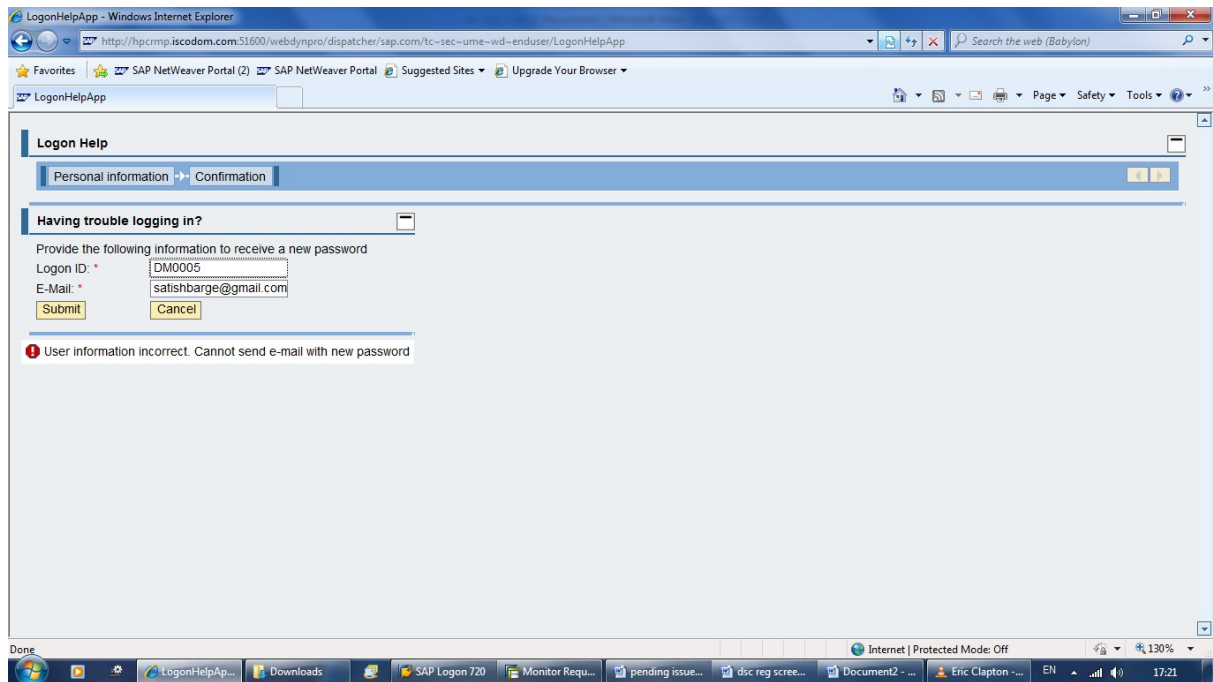 LogonHelpApp - Windows Internet Explorer
http://hpcrmp.iscodom.com:51600/webdynpro/dispatcher/sap.com/tc~sec~ume~wd~enduser/LogonHelpApp Search the web (Babylon)
Favorites SAP NetWeaver Portal (2) SAP NetWeaver Portal Suggested Sites Upgrade Your Browser
LogonHelpApp Page Safety Tools
Logon Help
Personal information Confirmation
Having trouble logging in?
Provide the following information to receive a new password
Logon ID: * DM0005
E-Mail: * satishbarge@gmail.com
Submit Cancel
User information incorrect. Cannot send e-mail with new password
Done Internet | Protected Mode: Off 130%
LogonHelpAp... Downloads SAP Logon 720 Monitor Requ... pending issue... dsc reg scree... Document2 - ... Eric Clapton -... EN 17:21